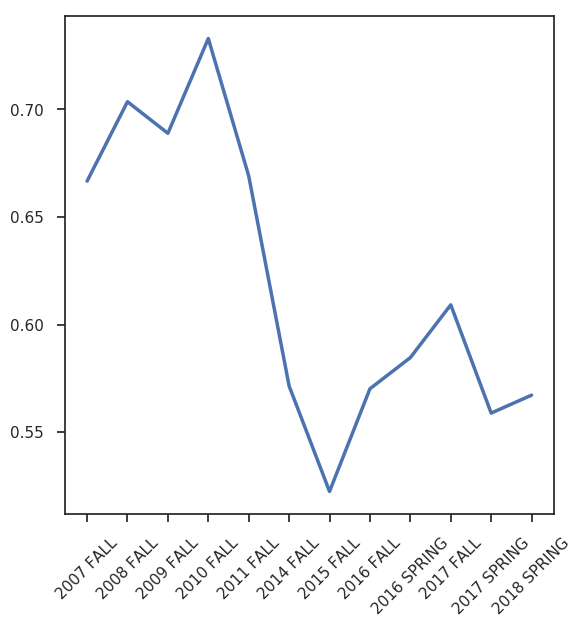 0.70
0.65
0.60
0.55
2007 FALL
2008 FALL
2009 FALL
2010 FALL
2011 FALL
2014 FALL
2015 FALL
2016 FALL
2016 SPRING
2017 FALL
2017 SPRING
2018 SPRING